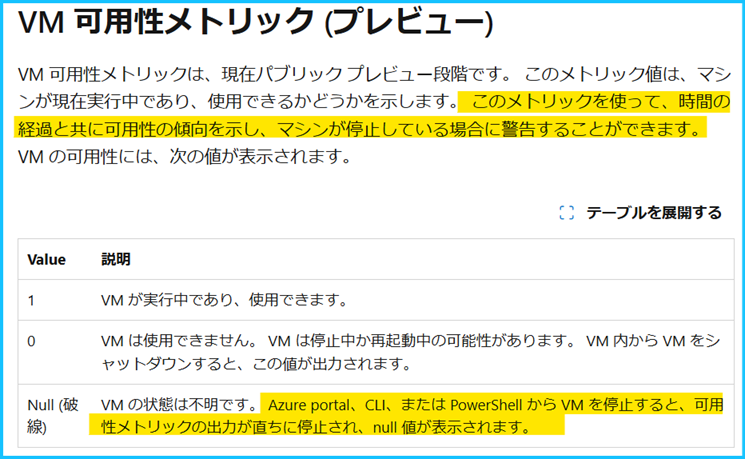 VM 可用性メトリック (プレビュー)
VM 可用性メトリックは、現在パブリック プレビュー段階です。 このメトリック値は、マシ
ンが現在実行中であり、使用できるかどうかを示します。 このメトリックを使って、時間の
経過と共に可用性の傾向を示し、マシンが停止している場合に警告することができます。
VM の可用性には、次の値が表示されます。
テーブルを展開する
Value 説明
1 VM が実行中であり、使用できます。
0 VM は使用できません。 VM は停止中か再起動中の可能性があります。 VM 内から VM をシ
ャットダウンすると、この値が出力されます。
Null (破 VM の状態は不明です。 Azure portal、CLI、または PowerShell から VM を停止すると、可用
線) 性メトリックの出力が直ちに停止され、null 値が表示されます。